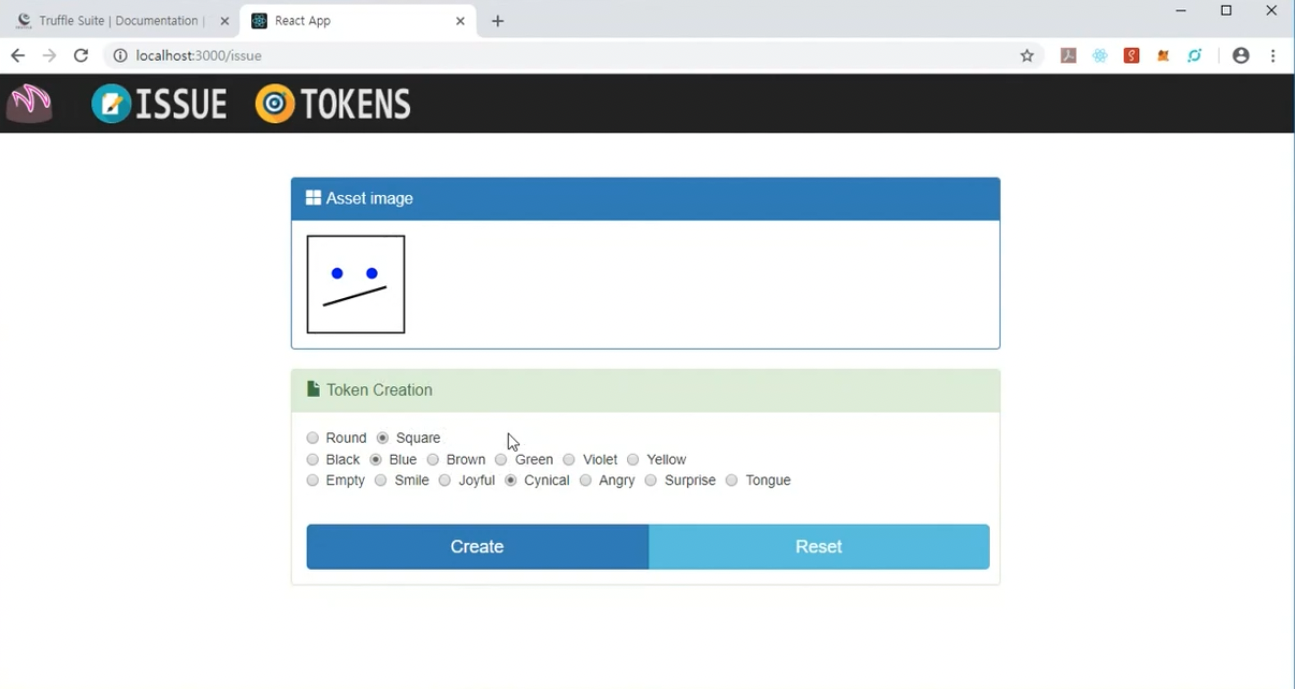 Truffle Suite | Documentation |
React App
localhost:3000/issue
ISSUE TOKENS
Asset image
Token Creation
Round Square
Black Blue Brown Green Violet Yellow
Empty Smile Joyful Cynical Angry Surprise Tongue
Create Reset